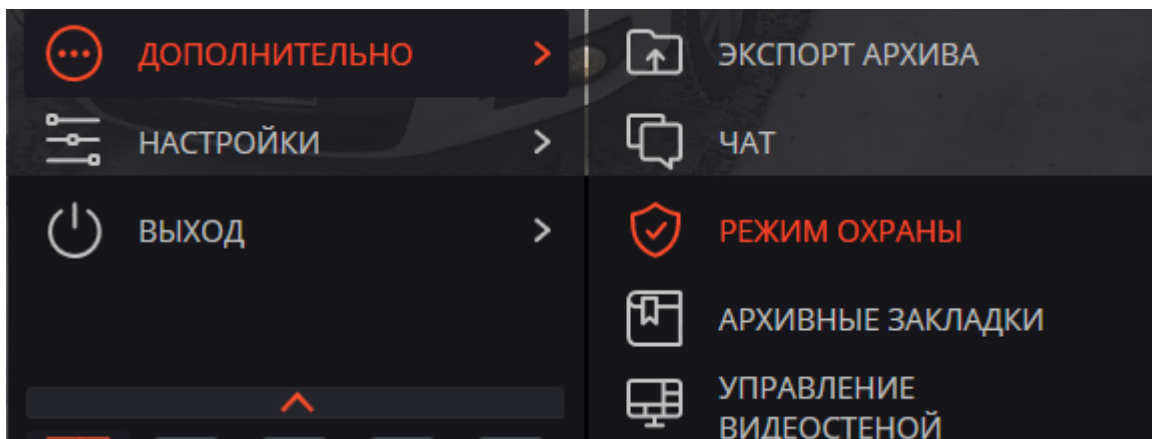 ДОПОЛНИТЕЛЬНО
НАСТРОЙКИ
ВЫХОД
ЭКСПОРТ АРХИВА
ЧАТ
РЕЖИМ ОХРАНЫ
АРХИВНЫЕ ЗАКЛАДКИ
УПРАВЛЕНИЕ
ВИДЕОСТЕНОЙ